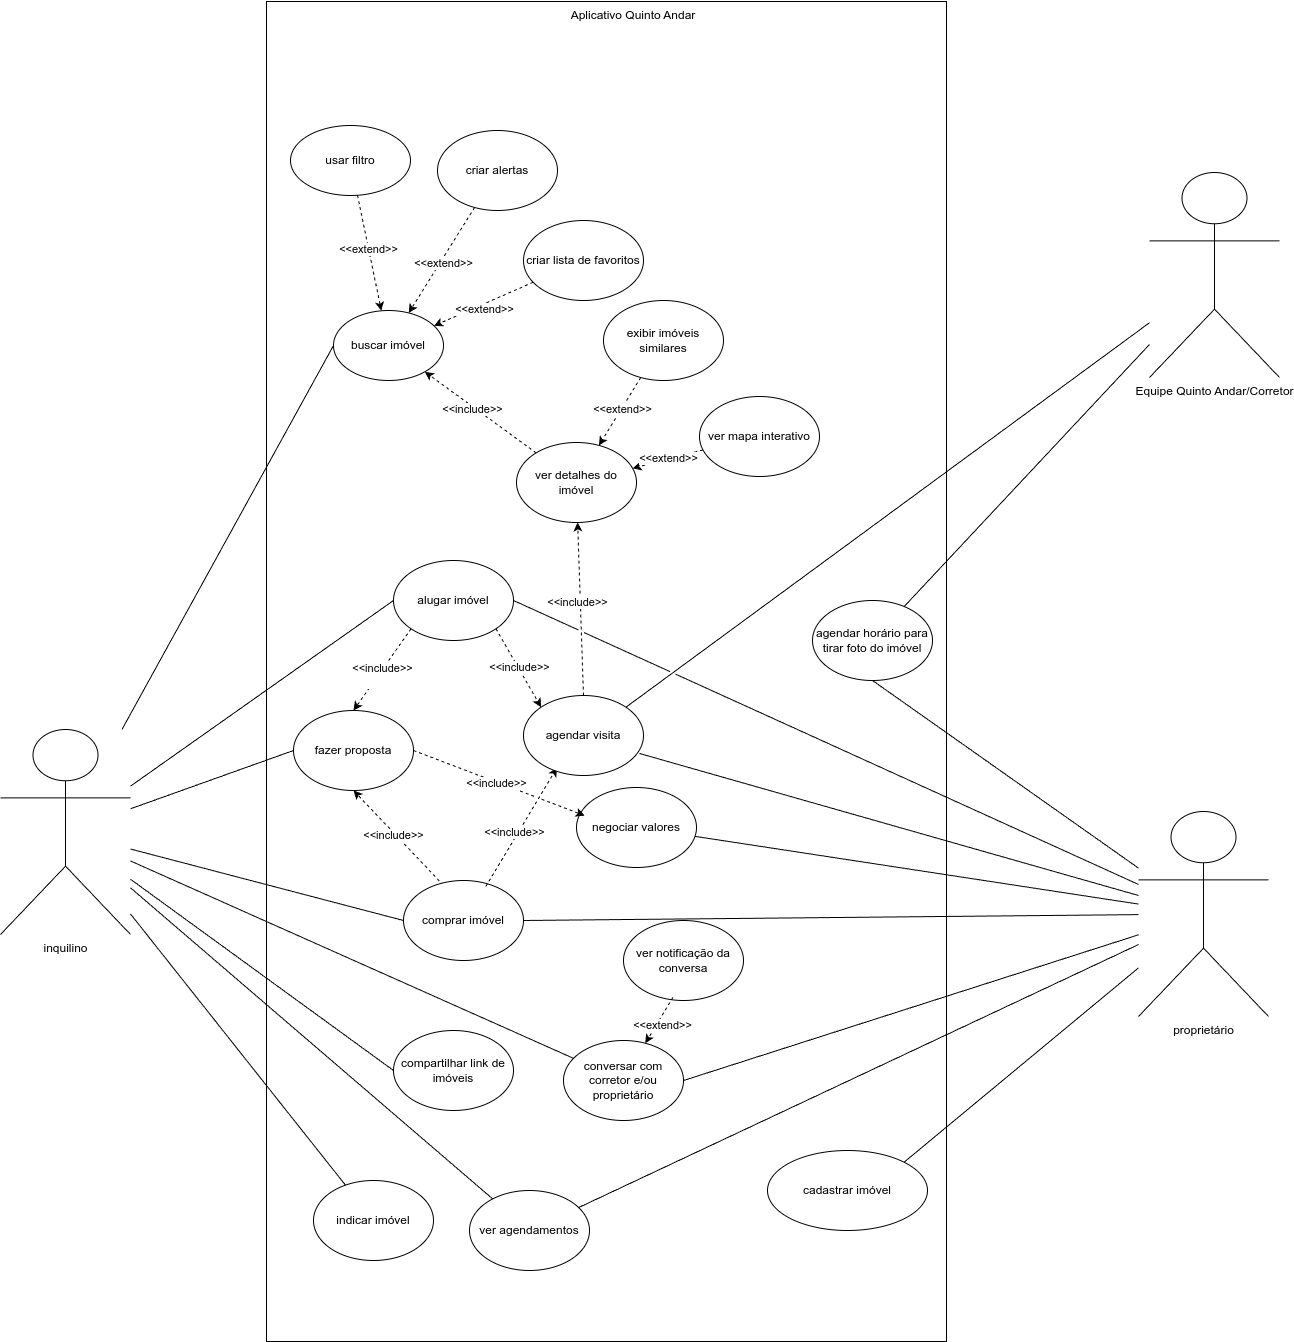 Aplicativo Quinto Andar
usar filtro
criar alertas
<<extend>>
<<extend>>
criar lista de favoritos
<<extend>>
buscar imóvel
exibir imóveis
similares
<<include>>
<<extend>>
ver mapa interativo
<<extend>>
ver detalhes do
imóvel
Equipe Quinto Andar/Corretor
alugar imóvel
<<include>>
agendar horário para
tirar foto do imóvel
<<include>>
<<include>>
fazer proposta
agendar visita
<<include>>
<<include>>
<<include>>
negociar valores
comprar imóvel
inquilino
ver notificação da
conversa
<<extend>>
proprietário
compartilhar link de
imóveis
conversar com
corretor e/ou
proprietário
cadastrar imóvel
indicar imóvel
ver agendamentos